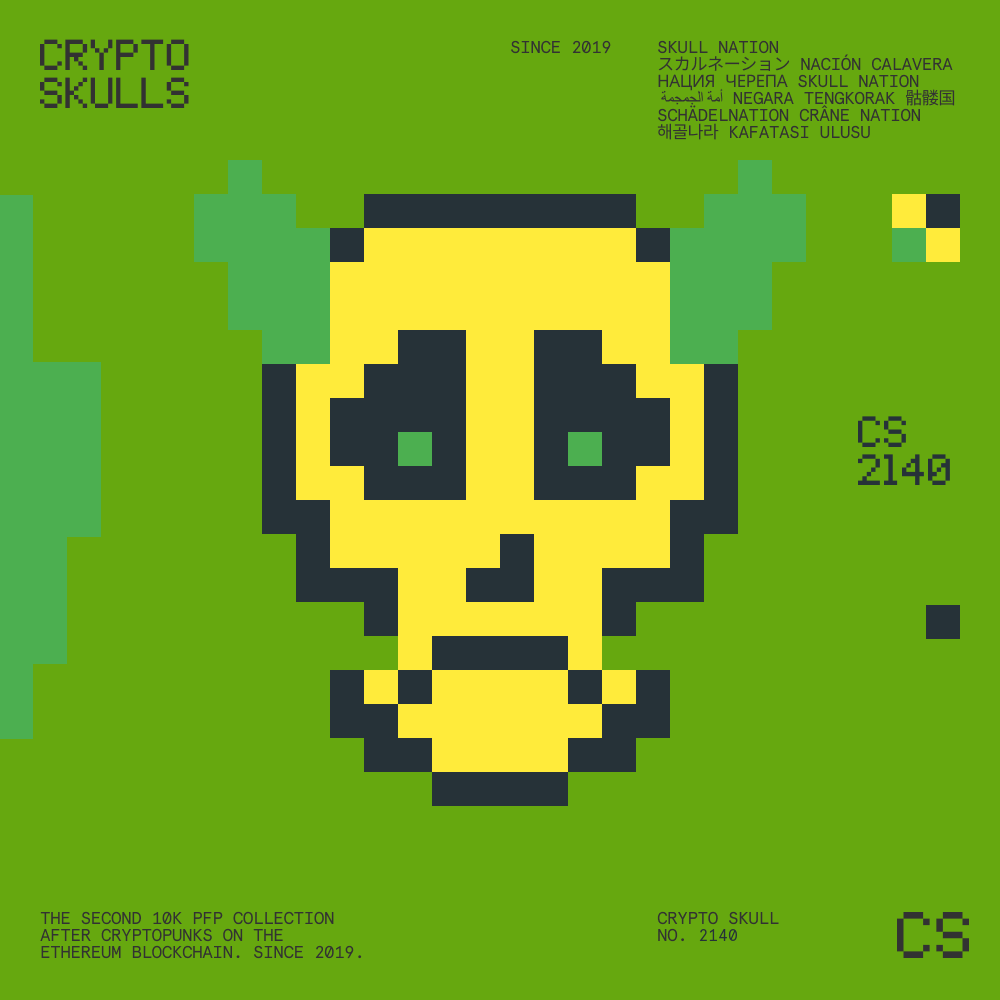 CRYPTO
SKULLS
SINCE 2019
SKULL NATION
スカルネーション NACIÓN CALAVERA
НАЦИЯ ЧЕРЕПА SKULL NATION
أمة الجمجمة NEGARA TENGKORAK 骷髅国
SCHÄDELNATION CRÂNE NATION
해골나라 KAFATASI ULUSU
CS
2140
THE SECOND 10K PFP COLLECTION
AFTER CRYPTOPUNKS ON THE
ETHEREUM BLOCKCHAIN. SINCE 2019.
CRYPTO SKULL
NO. 2140
CS